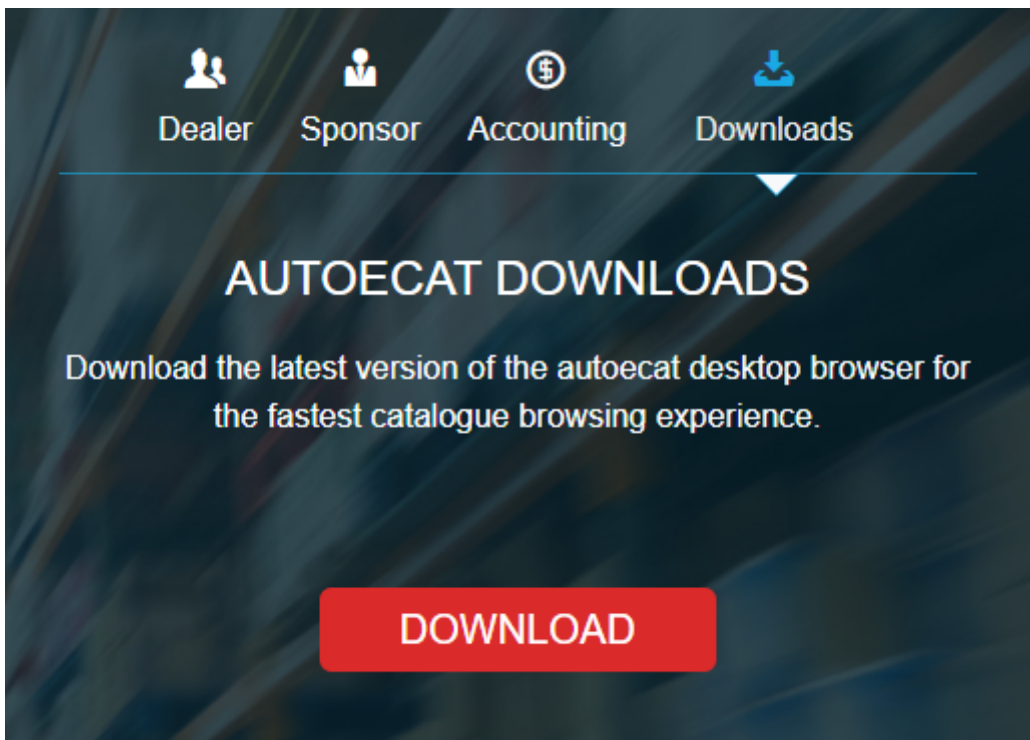 Dealer Sponsor Accounting Downloads
AUTOECAT DOWNLOADS
Download the latest version of the autoecat desktop browser for
the fastest catalogue browsing experience.
DOWNLOAD